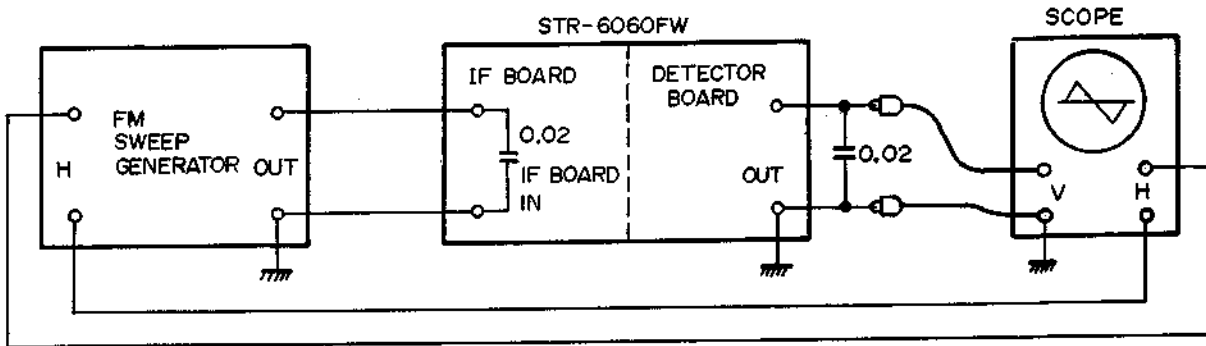 STR-6060FW
SCOPE
FM
SWEEP
GENERATOR
H
OUT
IF BOARD
0.02
IF BOARD
IN
DETECTOR
BOARD
OUT
0.02
V
H